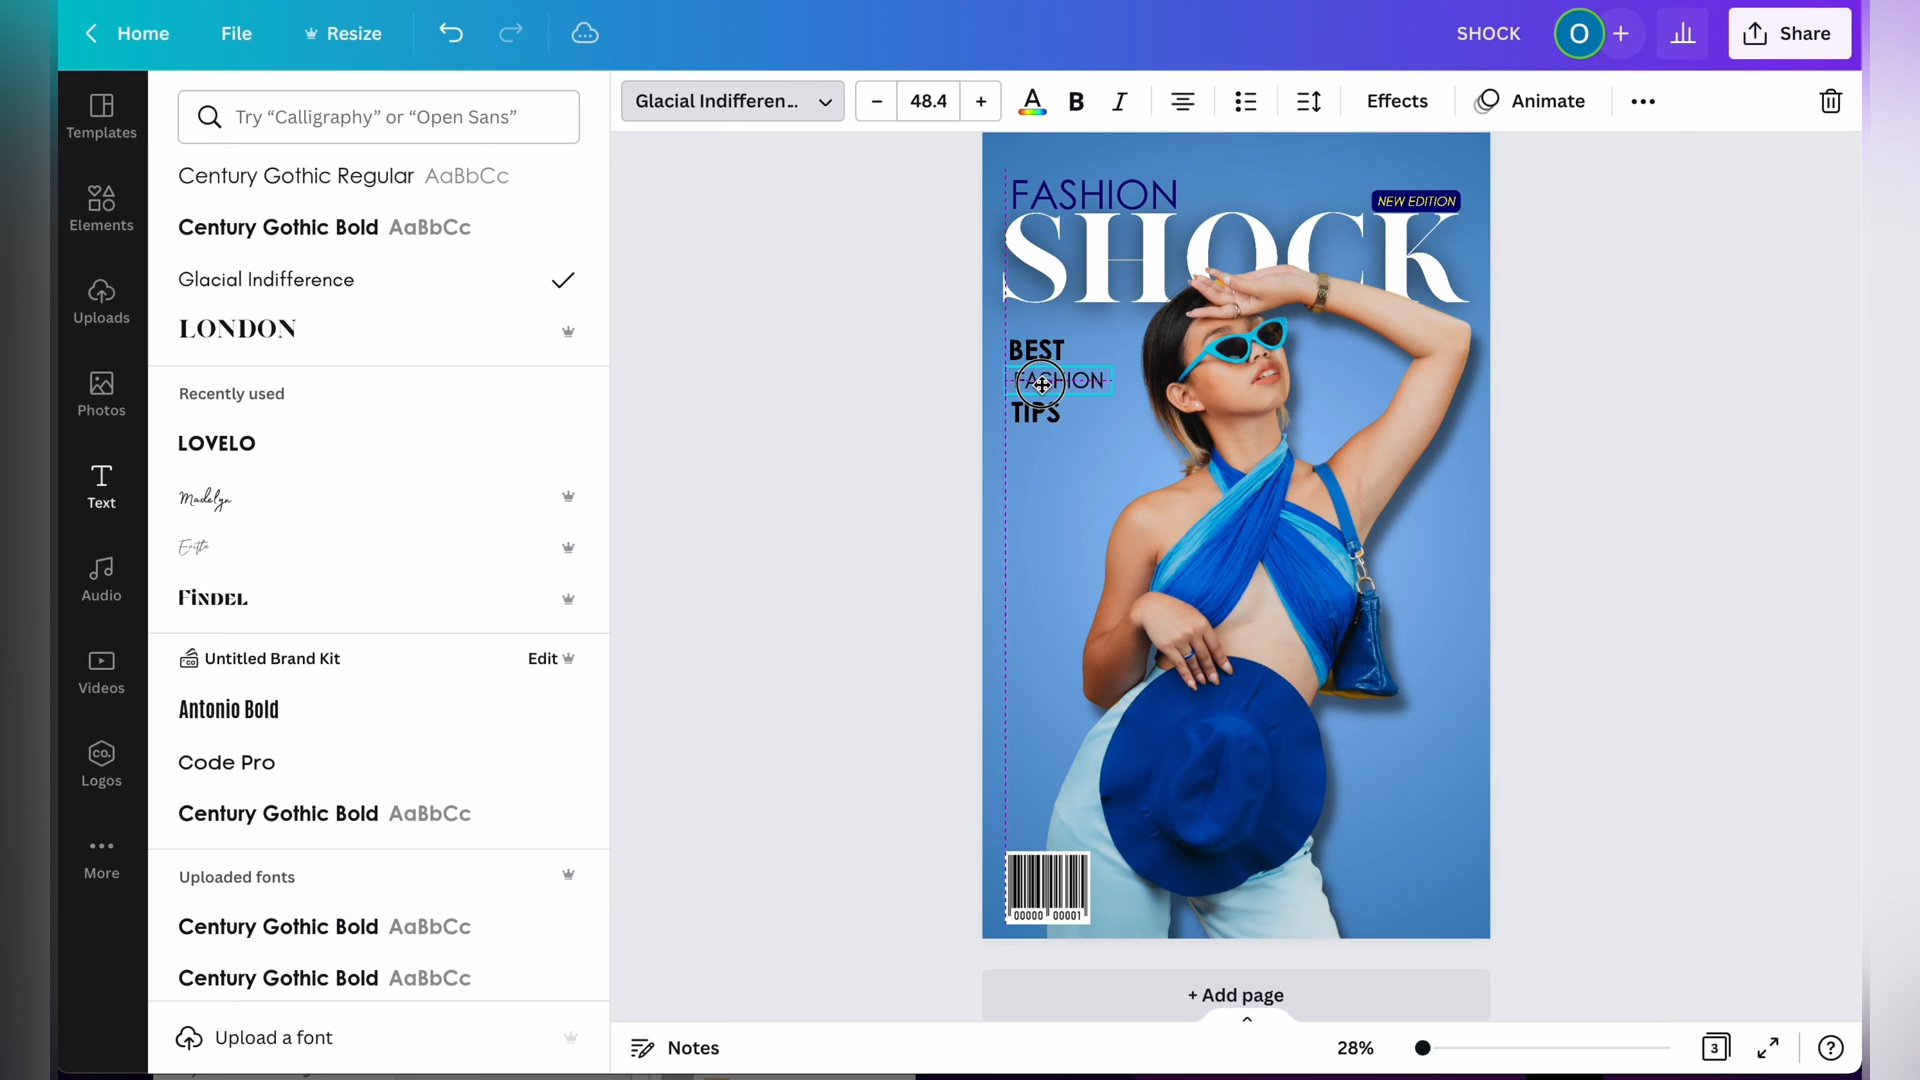 Home File Resize SHOCK O + Share
Templates
Elements
Uploads
Photos
Text
Audio
Videos
CO.
Logos
More
Try “Calligraphy” or “Open Sans”
Century Gothic Regular AaBbCc
Century Gothic Bold AaBbCc
Glacial Indifference
LONDON
Recently used
LOVELO
Madelyn
FINDEL
CO Untitled Brand Kit Edit
Antonio Bold
Code Pro
Century Gothic Bold AaBbCc
Uploaded fonts
Century Gothic Bold AaBbCc
Century Gothic Bold AaBbCc
Upload a font
Glacial Indifferen... – 48.4 + A B I Effects Animate
FASHION
NEW EDITION
SHOCK
BEST
FASHION
TIPS
00000 00001
+ Add page
Notes 28% 3 ?